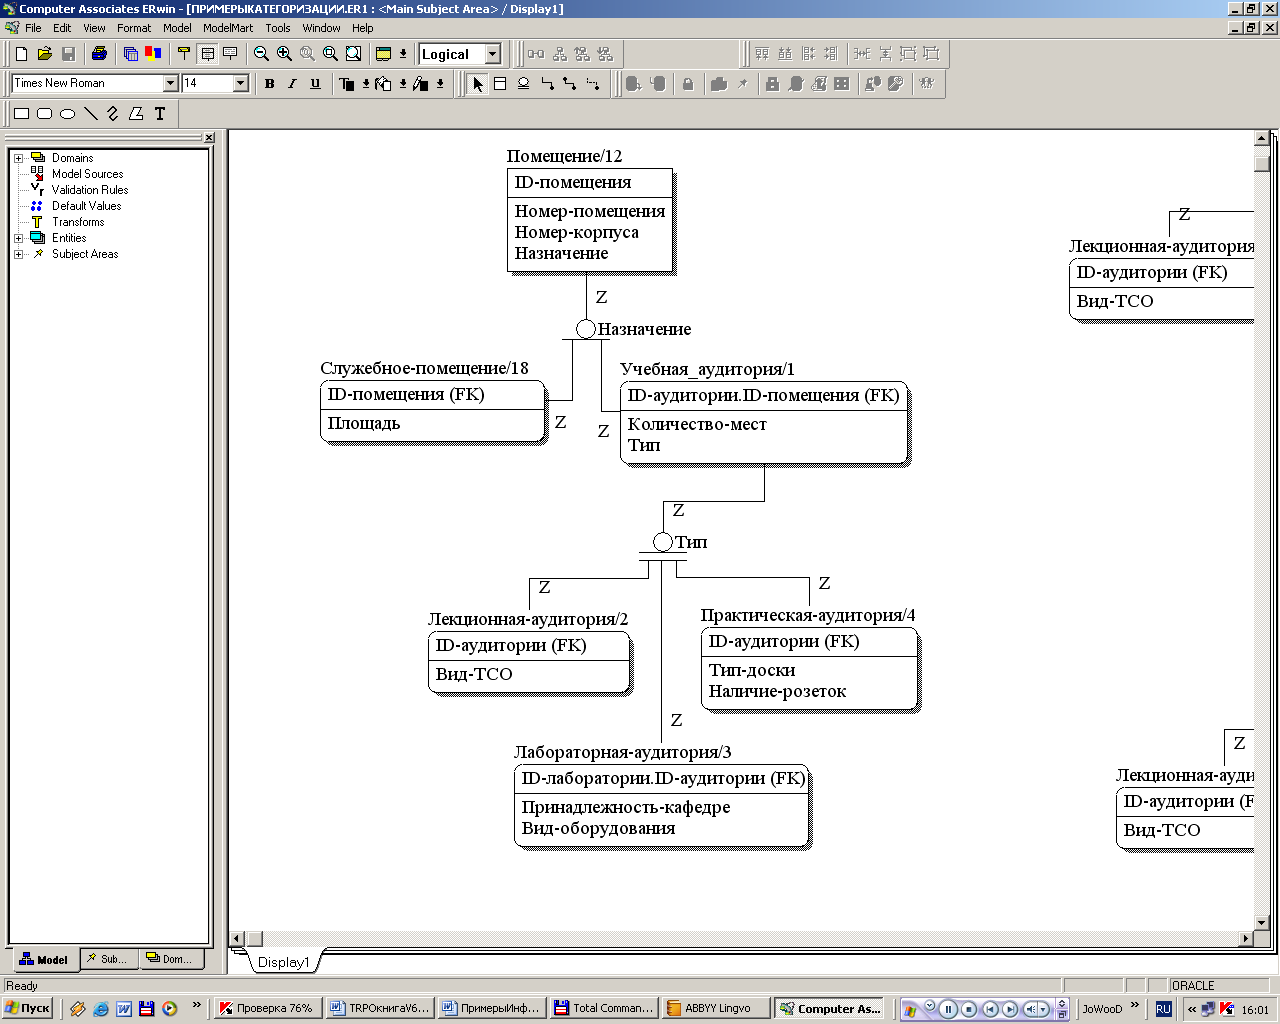 Computer Associates ERwin - [ПРИМЕРЫКАТЕГОРИЗАЦИИ.ER1 : <Main Subject Area> / Display1]
File Edit View Format Model ModelMart Tools Window Help
Logical
Times New Roman 14 B I U
T
Domains
Model Sources
Validation Rules
Default Values
Transforms
Entities
Subject Areas
Помещение/12
ID-помещения
Номер-помещения
Номер-корпуса
Назначение
Z
Назначение
Служебное-помещение/18
ID-помещения (FK)
Площадь
Z
Z
Учебная_аудитория/1
ID-аудитории.ID-помещения (FK)
Количество-мест
Тип
Z
Тип
Z
Z
Лекционная-аудитория/2
ID-аудитории (FK)
Вид-ТСО
Практическая-аудитория/4
ID-аудитории (FK)
Тип-доски
Наличие-розеток
Z
Лабораторная-аудитория/3
ID-лаборатории.ID-аудитории (FK)
Принадлежность-кафедре
Вид-оборудования
Z
Лекционная-аудитория
ID-аудитории (FK)
Вид-ТСО
Z
Лекционная-ауди
ID-аудитории (F
Вид-ТСО
Model Sub... Dom...
Display1
Ready
ORACLE
Пуск
»
Проверка 76%
TRPOкнигаV6...
ПримерыИнф...
Total Comman...
ABBYY Lingvo
Computer As...
JoWooD »
RU
«
16:01